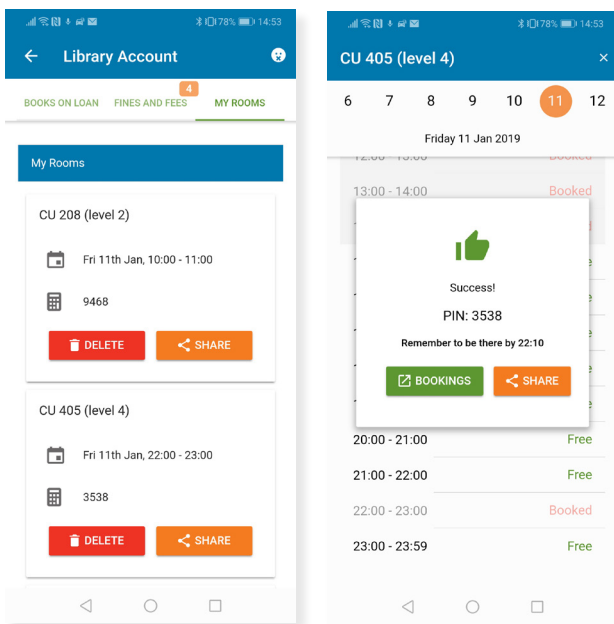 78% 14:53
Library Account
4
BOOKS ON LOAN FINES AND FEES MY ROOMS
My Rooms
CU 208 (level 2)
Fri 11th Jan, 10:00 - 11:00
9468
DELETE SHARE
CU 405 (level 4)
Fri 11th Jan, 22:00 - 23:00
3538
DELETE SHARE
78% 14:53
CU 405 (level 4) ×
6 7 8 9 10 11 12
Friday 11 Jan 2019
12:00 - 13:00 Booked
13:00 - 14:00 Booked
Success!
PIN: 3538
Remember to be there by 22:10
BOOKINGS SHARE
20:00 - 21:00 Free
21:00 - 22:00 Free
22:00 - 23:00 Booked
23:00 - 23:59 Free